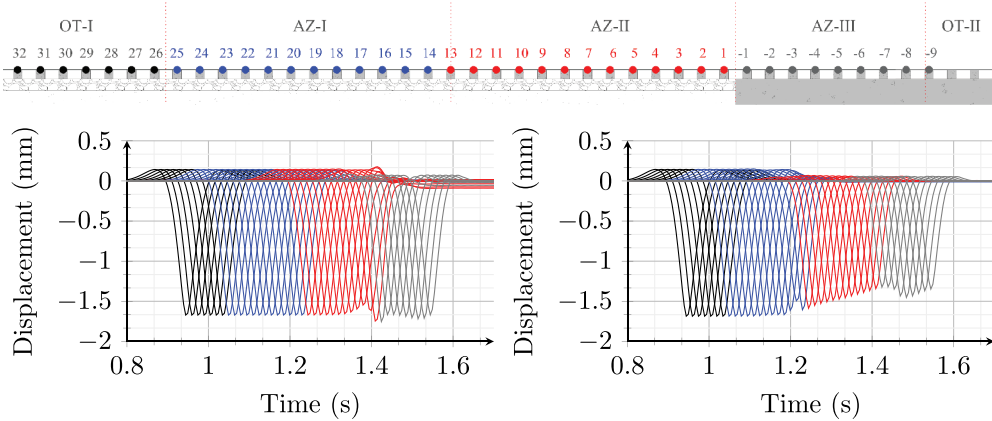 OT-I AZ-I AZ-II AZ-III OT-II
32 31 30 29 28 27 26 25 24 23 22 21 20 19 18 17 16 15 14 13 12 11 10 9 8 7 6 5 4 3 2 1 -1 -2 -3 -4 -5 -6 -7 -8 -9
0.5 0.5
0 0
−0.5 −0.5
−1 −1
−1.5 −1.5
−2 −2
Displacement (mm) Displacement (mm)
0.8 1 1.2 1.4 1.6 0.8 1 1.2 1.4 1.6
Time (s) Time (s)